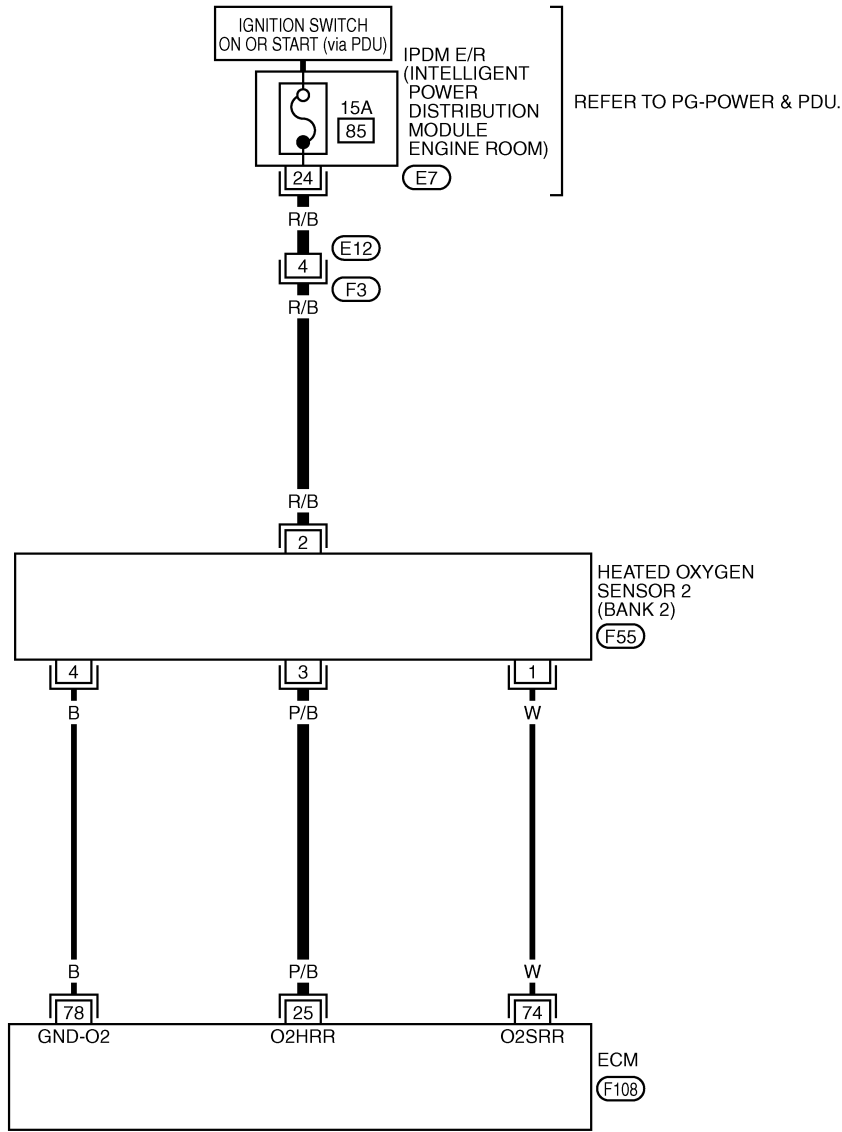 IGNITION SWITCH
ON OR START (via PDU)
IPDM E/R
(INTELLIGENT
POWER
DISTRIBUTION
MODULE
ENGINE ROOM)
REFER TO PG-POWER & PDU.
15A
85
24
E7
R/B
E12
4
F3
R/B
R/B
2
HEATED OXYGEN
SENSOR 2
(BANK 2)
F55
4
3
1
B
P/B
W
B
P/B
W
78
25
74
GND-O2
O2HRR
O2SRR
ECM
F108